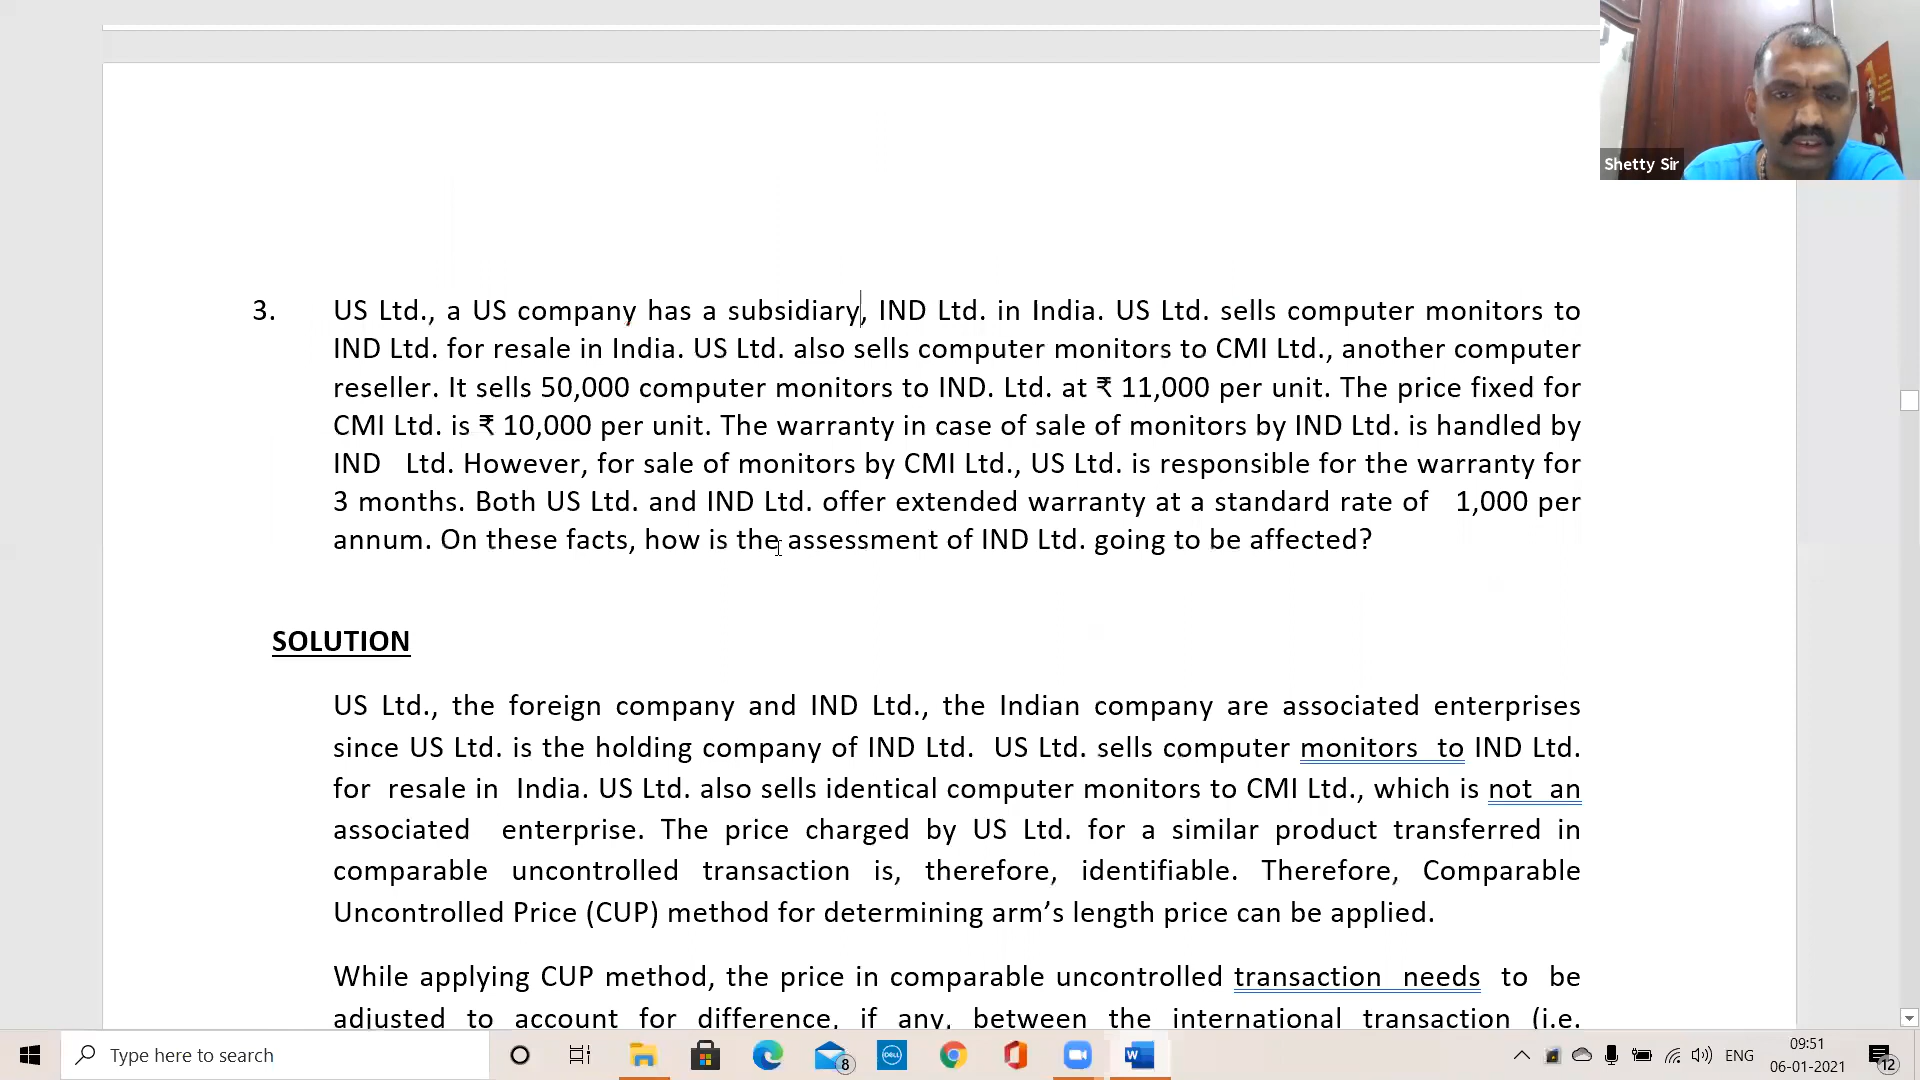 Shetty Sir
3. US Ltd., a US company has a subsidiary, IND Ltd. in India. US Ltd. sells computer monitors to
IND Ltd. for resale in India. US Ltd. also sells computer monitors to CMI Ltd., another computer
reseller. It sells 50,000 computer monitors to IND. Ltd. at ₹ 11,000 per unit. The price fixed for
CMI Ltd. is ₹ 10,000 per unit. The warranty in case of sale of monitors by IND Ltd. is handled by
IND Ltd. However, for sale of monitors by CMI Ltd., US Ltd. is responsible for the warranty for
3 months. Both US Ltd. and IND Ltd. offer extended warranty at a standard rate of 1,000 per
annum. On these facts, how is the assessment of IND Ltd. going to be affected?
SOLUTION
US Ltd., the foreign company and IND Ltd., the Indian company are associated enterprises
since US Ltd. is the holding company of IND Ltd. US Ltd. sells computer monitors to IND Ltd.
for resale in India. US Ltd. also sells identical computer monitors to CMI Ltd., which is not an
associated enterprise. The price charged by US Ltd. for a similar product transferred in
comparable uncontrolled transaction is, therefore, identifiable. Therefore, Comparable
Uncontrolled Price (CUP) method for determining arm's length price can be applied.
While applying CUP method, the price in comparable uncontrolled transaction needs to be
adjusted to account for difference, if any, between the international transaction (i.e.
Type here to search
8
DELL
W
ENG
09:51
06-01-2021
12